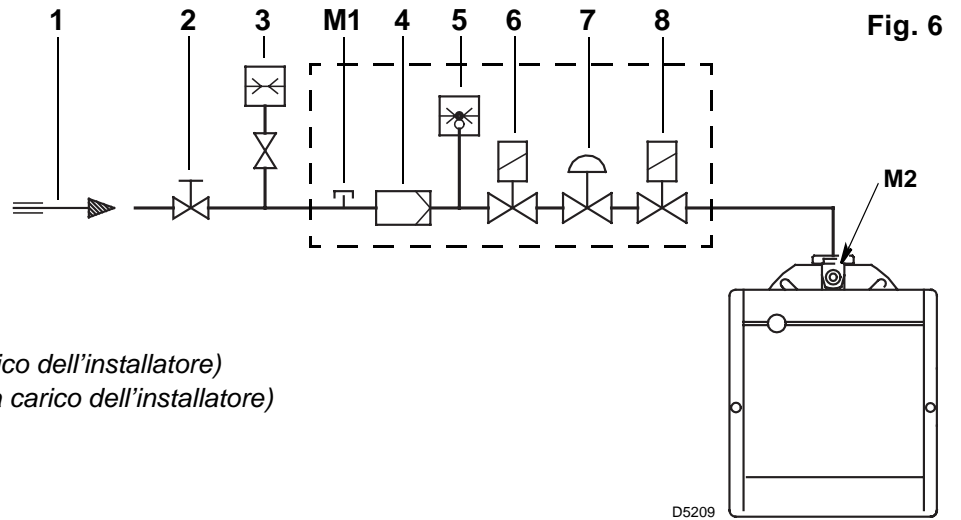 1 2 3 M1 4 5 6 7 8 Fig. 6
M2
ico dell’installatore)
carico dell’installatore)
D5209